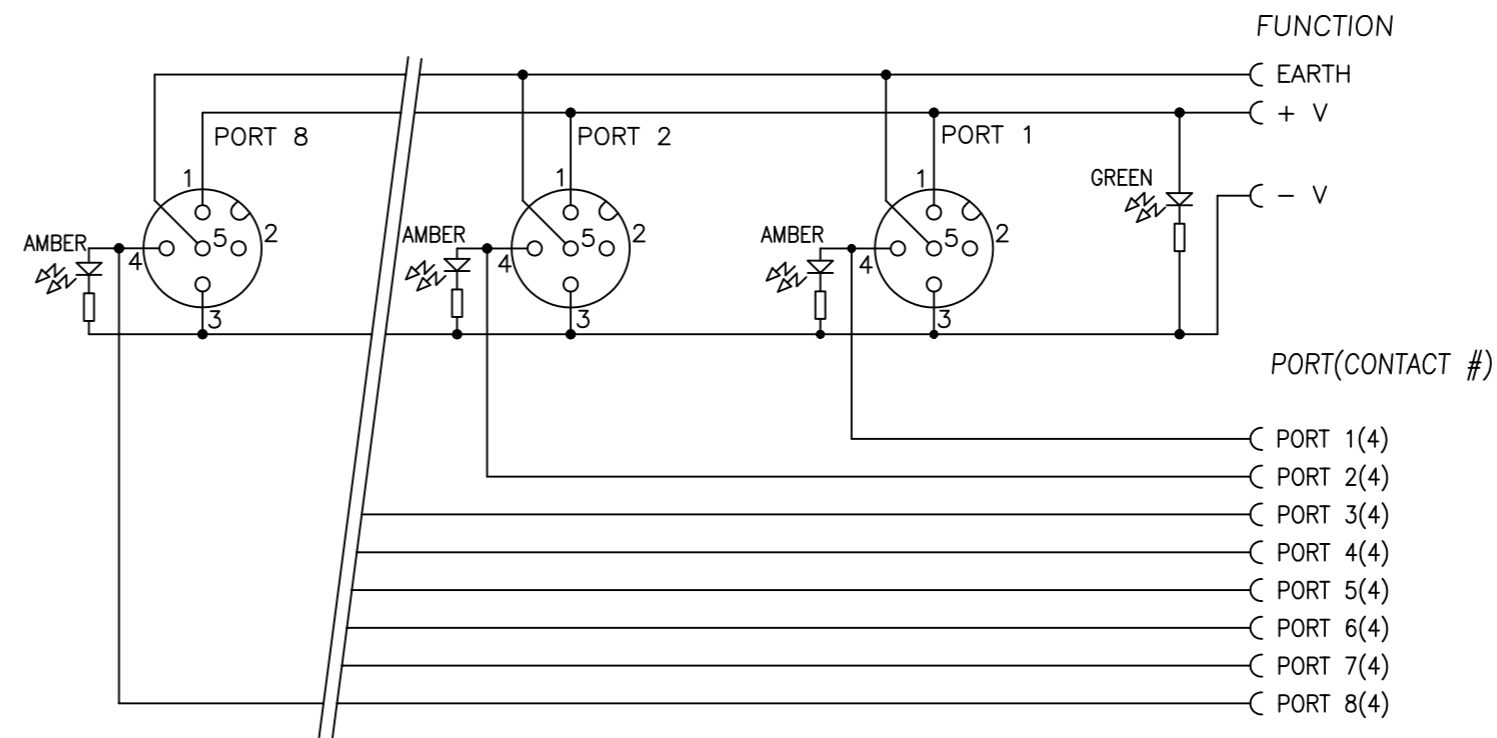 FUNCTION
EARTH
+ V
PORT 8
PORT 2
PORT 1
1
1
1
GREEN
- V
AMBER
4
5
2
AMBER
4
5
2
AMBER
4
5
2
3
3
3
PORT(CONTACT #)
PORT 1(4)
PORT 2(4)
PORT 3(4)
PORT 4(4)
PORT 5(4)
PORT 6(4)
PORT 7(4)
PORT 8(4)